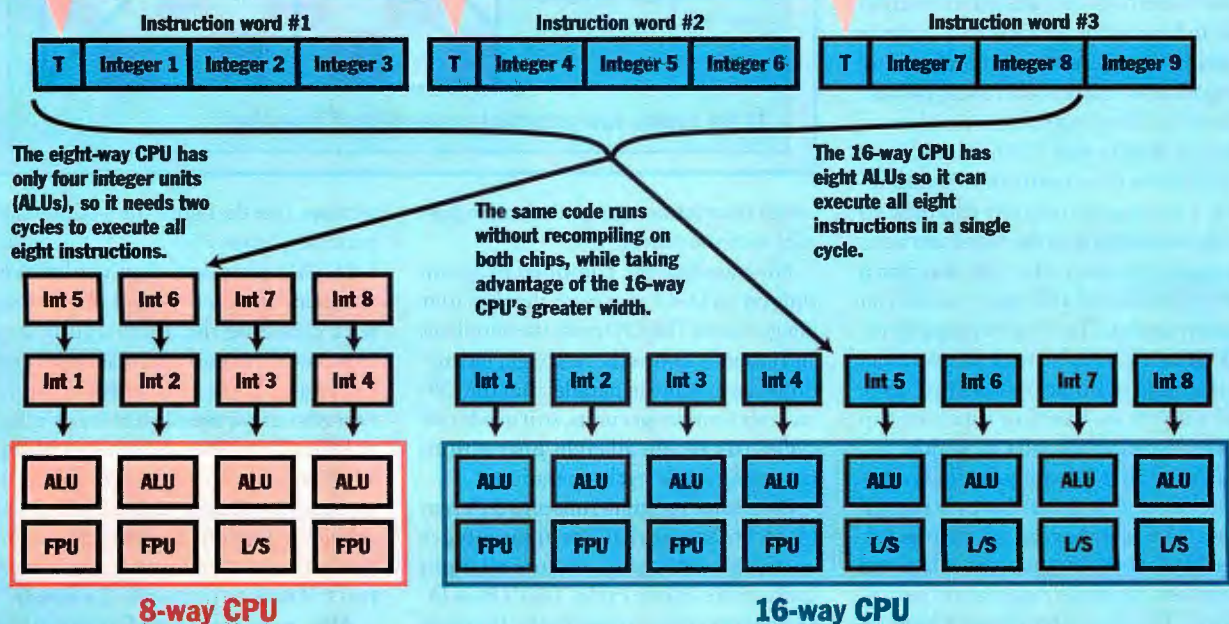 Instruction word #1
Instruction word #2
Instruction word #3
T Integer 1 Integer 2 Integer 3
T Integer 4 Integer 5 Integer 6
T Integer 7 Integer 8 Integer 9
The eight-way CPU has
only four integer units
(ALUs), so it needs two
cycles to execute all
eight instructions.
The same code runs
without recompiling on
both chips, while taking
advantage of the 16-way
CPU's greater width.
The 16-way CPU has
eight ALUs so it can
execute all eight
instructions in a single
cycle.
Int 5 Int 6 Int 7 Int 8
Int 1 Int 2 Int 3 Int 4
ALU ALU ALU ALU
FPU FPU L/S FPU
8-way CPU
Int 1 Int 2 Int 3 Int 4 Int 5 Int 6 Int 7 Int 8
ALU ALU ALU ALU ALU ALU ALU ALU
FPU FPU FPU FPU L/S L/S L/S L/S
16-way CPU